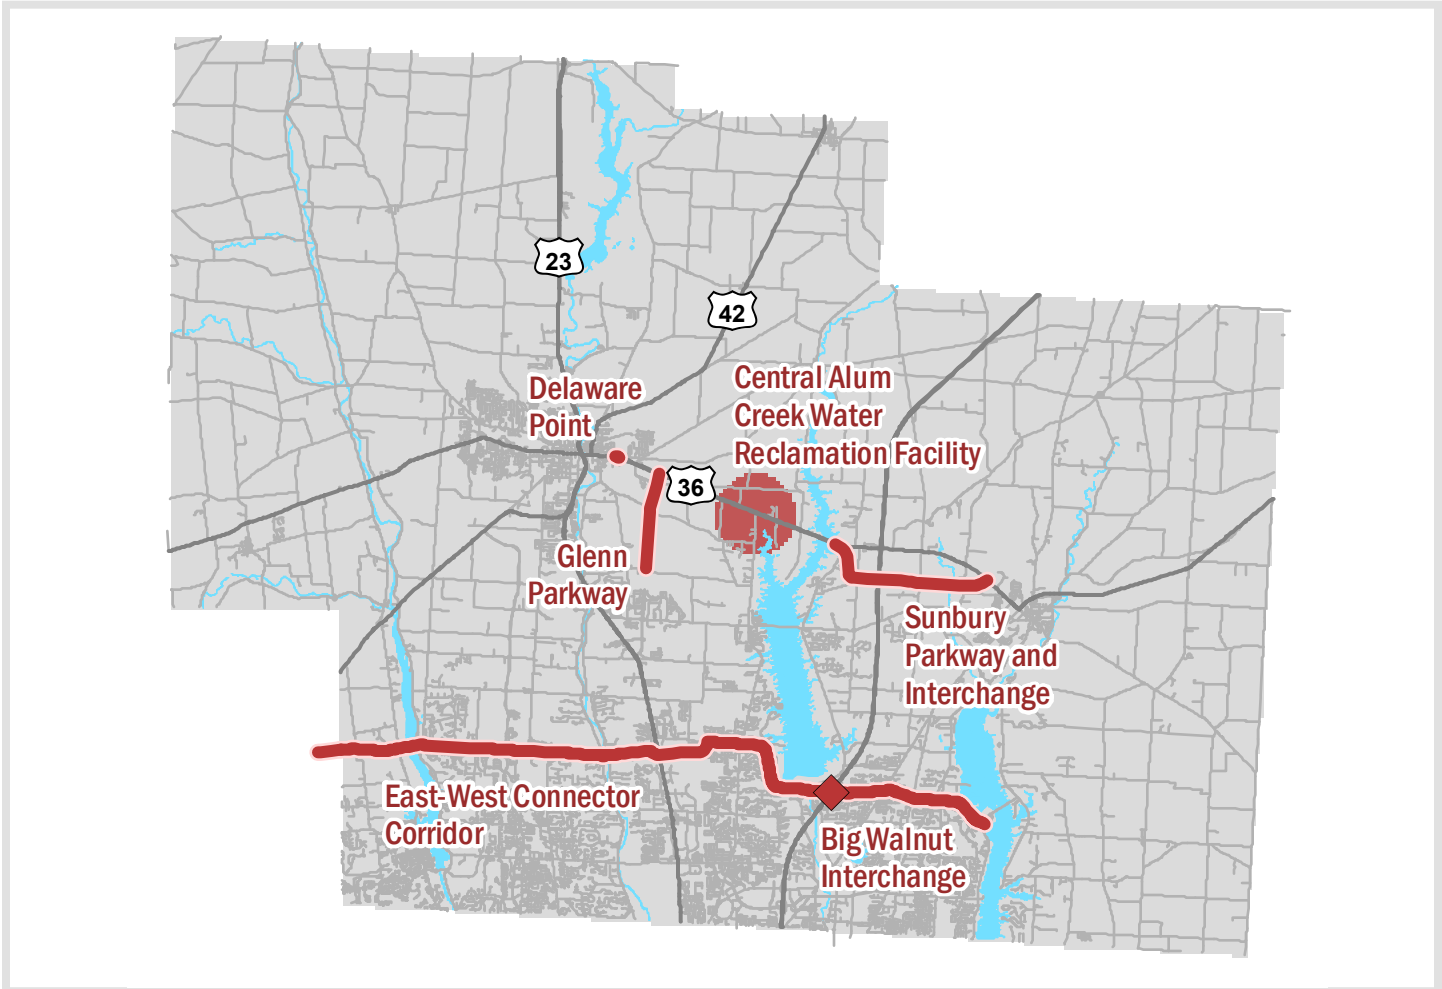 23
42
Delaware
Point
Central Alum
Creek Water
Reclamation Facility
36
Glenn
Parkway
Sunbury
Parkway and
Interchange
East-West Connector
Corridor
Big Walnut
Interchange